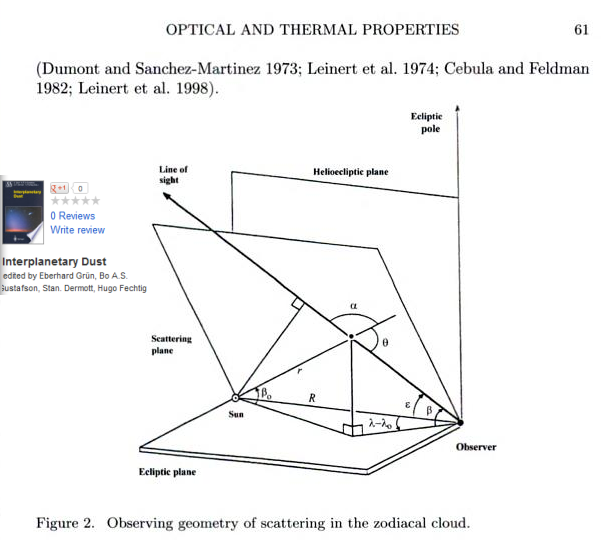 OPTICAL AND THERMAL PROPERTIES 61
(Dumont and Sanchez-Martinez 1973; Leinert et al. 1974; Cebula and Feldman
1982; Leinert et al. 1998).
Ecliptic
pole
Line of
sight
Helioecliptic plane
+1 0
0 Reviews
Write review
Interplanetary Dust
edited by Eberhard Grün, Bo A.S.
Gustafson, Stan. Dermott, Hugo Fechtig
α
Scattering
plane
θ
r
β₀
R
ε
β
λ–λ₀
Sun
Observer
Ecliptic plane
Figure 2. Observing geometry of scattering in the zodiacal cloud.